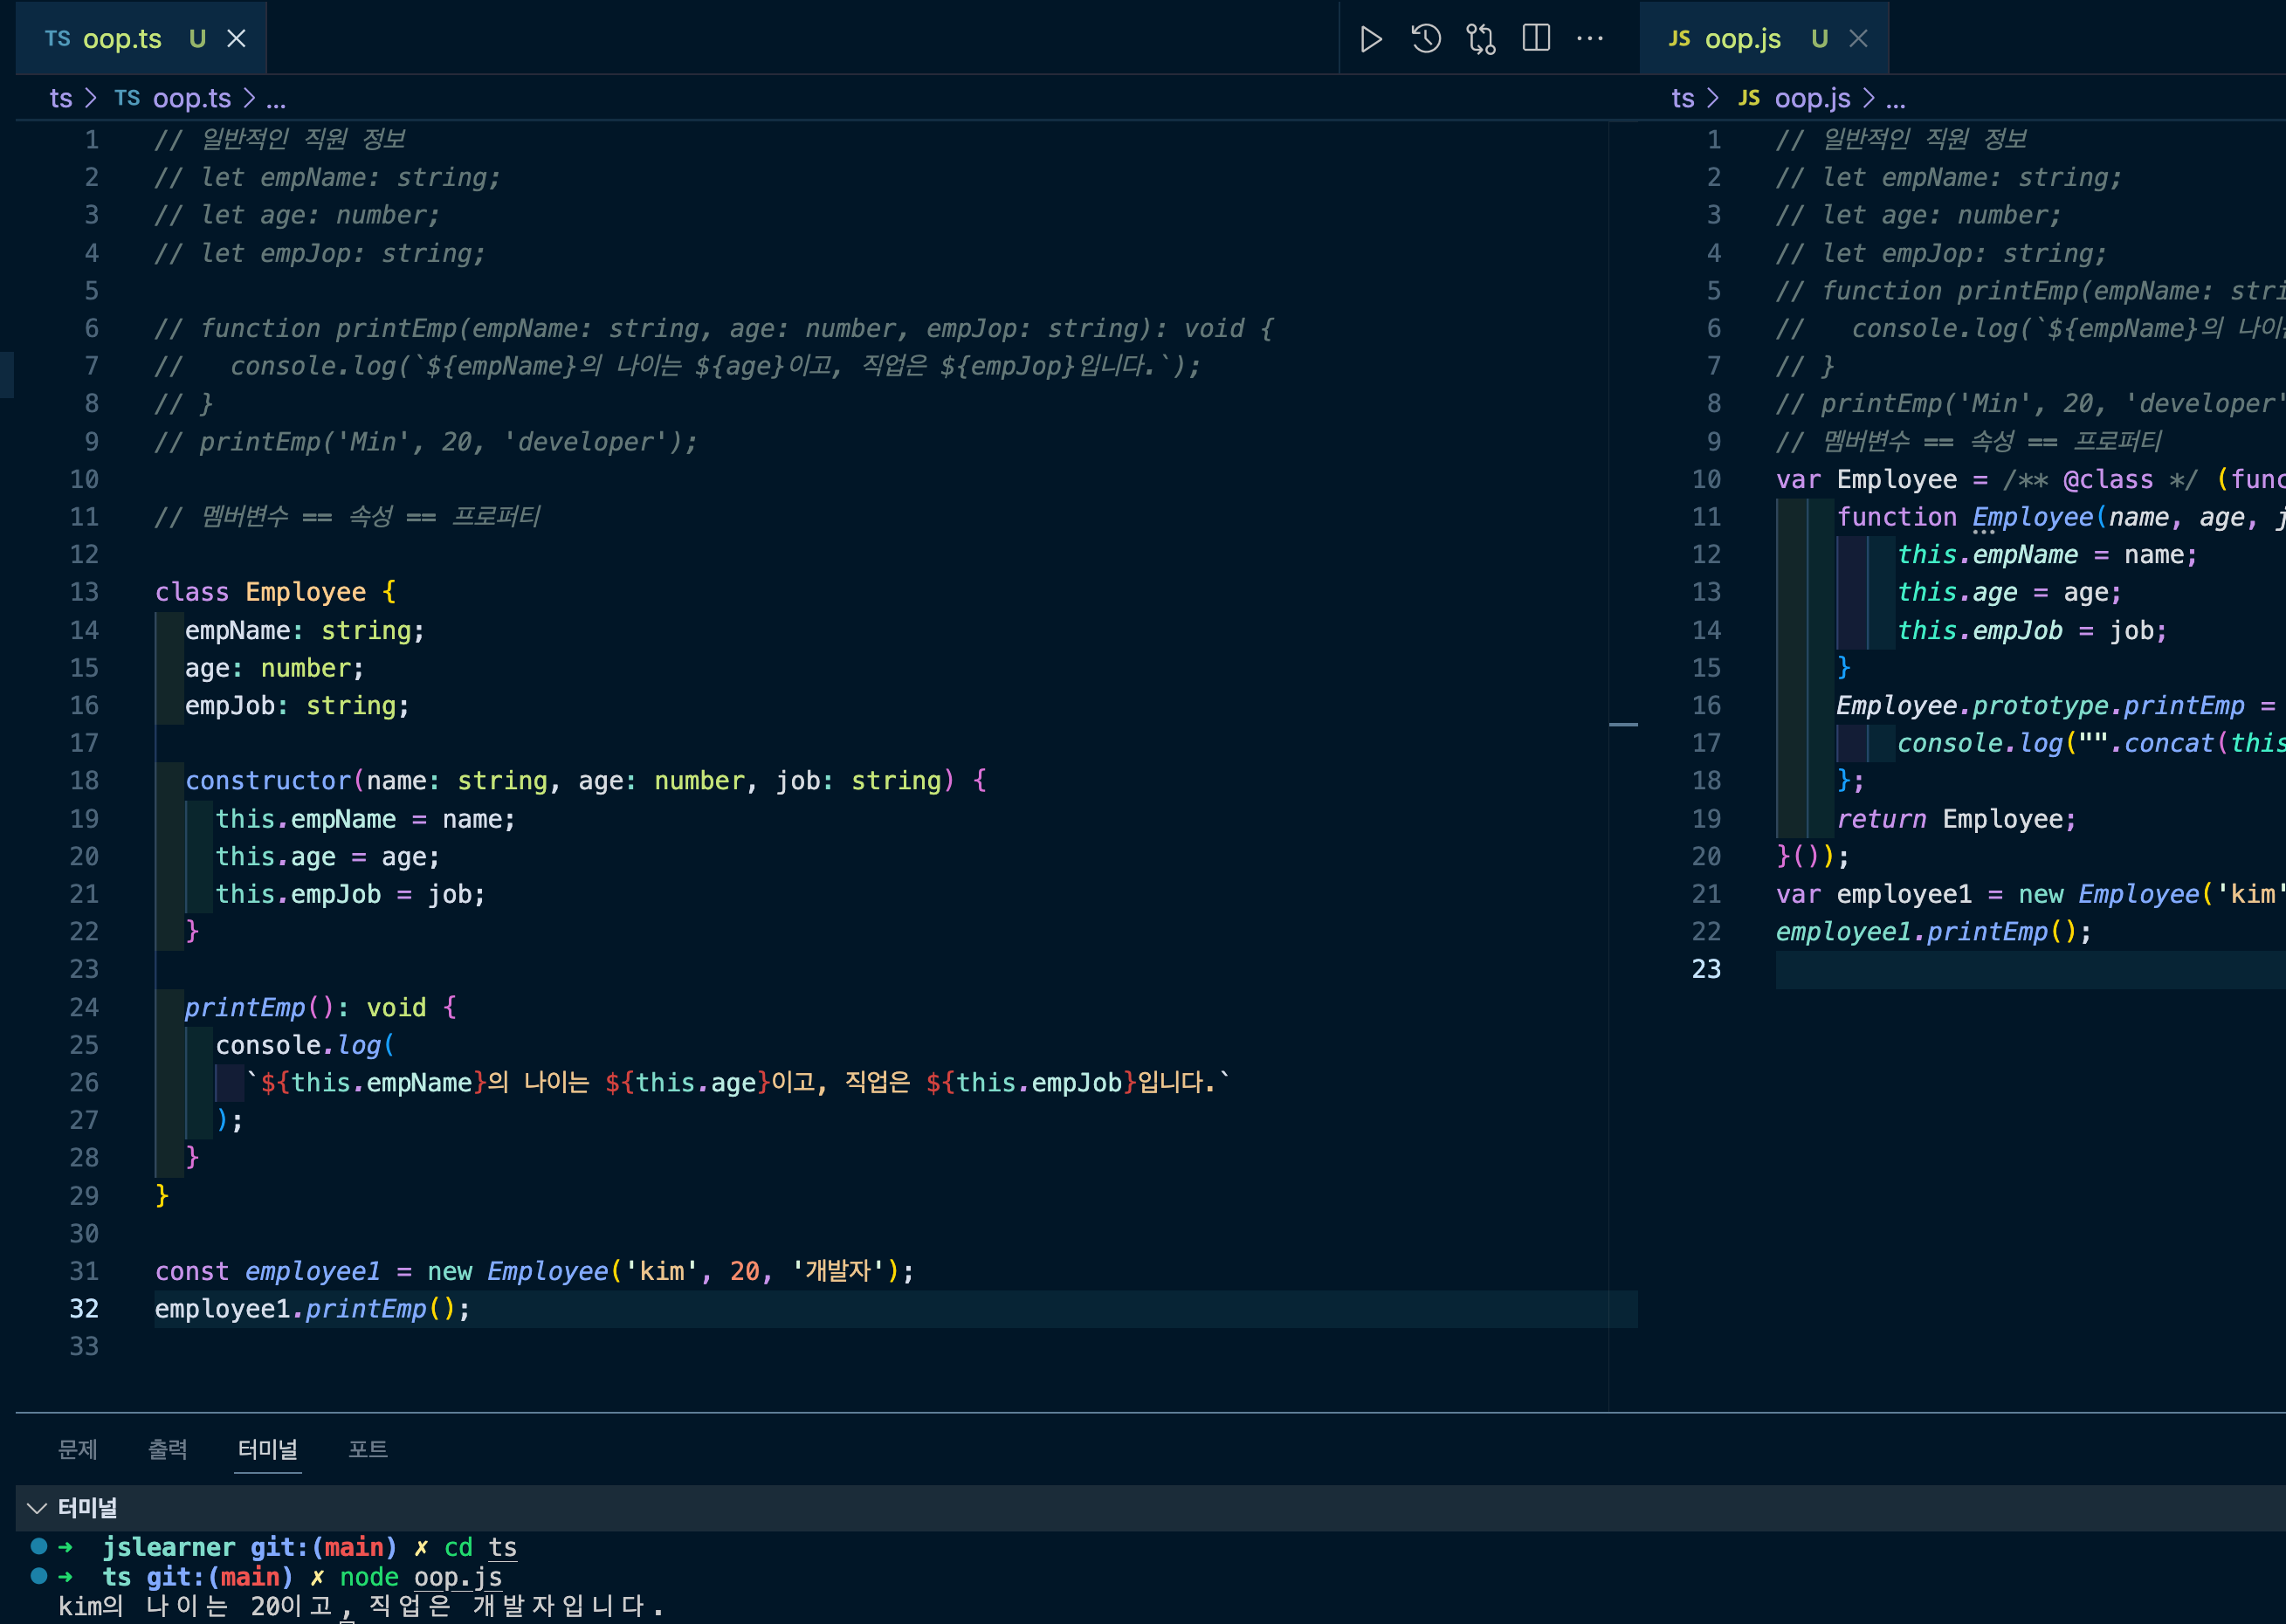 TS oop.ts U
JS oop.js U
ts > TS oop.ts > ...
1 // 일반적인 직원 정보
2 // let empName: string;
3 // let age: number;
4 // let empJop: string;
5
6 // function printEmp(empName: string, age: number, empJop: string): void {
7 //   console.log(`${empName}의 나이는 ${age}이고, 직업은 ${empJop}입니다.`);
8 // }
9 // printEmp('Min', 20, 'developer');
10
11 // 멤버변수 == 속성 == 프로퍼티
12
13 class Employee {
14   empName: string;
15   age: number;
16   empJob: string;
17
18   constructor(name: string, age: number, job: string) {
19     this.empName = name;
20     this.age = age;
21     this.empJob = job;
22   }
23
24   printEmp(): void {
25     console.log(
26       `${this.empName}의 나이는 ${this.age}이고, 직업은 ${this.empJob}입니다.`
27     );
28   }
29 }
30
31 const employee1 = new Employee('kim', 20, '개발자');
32 employee1.printEmp();
33
ts > JS oop.js > ...
1 // 일반적인 직원 정보
2 // let empName: string;
3 // let age: number;
4 // let empJop: string;
5 // function printEmp(empName: stri
6 //   console.log(`${empName}의 나이
7 // }
8 // printEmp('Min', 20, 'developer'
9 // 멤버변수 == 속성 == 프로퍼티
10 var Employee = /** @class */ (func
11     function Employee(name, age, j
12         this.empName = name;
13         this.age = age;
14         this.empJob = job;
15     }
16     Employee.prototype.printEmp =
17         console.log("".concat(this
18     };
19     return Employee;
20 }());
21 var employee1 = new Employee('kim'
22 employee1.printEmp();
23
문제 출력 터미널 포트
터미널
➜ jslearner git:(main) ✗ cd ts
➜ ts git:(main) ✗ node oop.js
kim의 나이는 20이고, 직업은 개발자입니다.